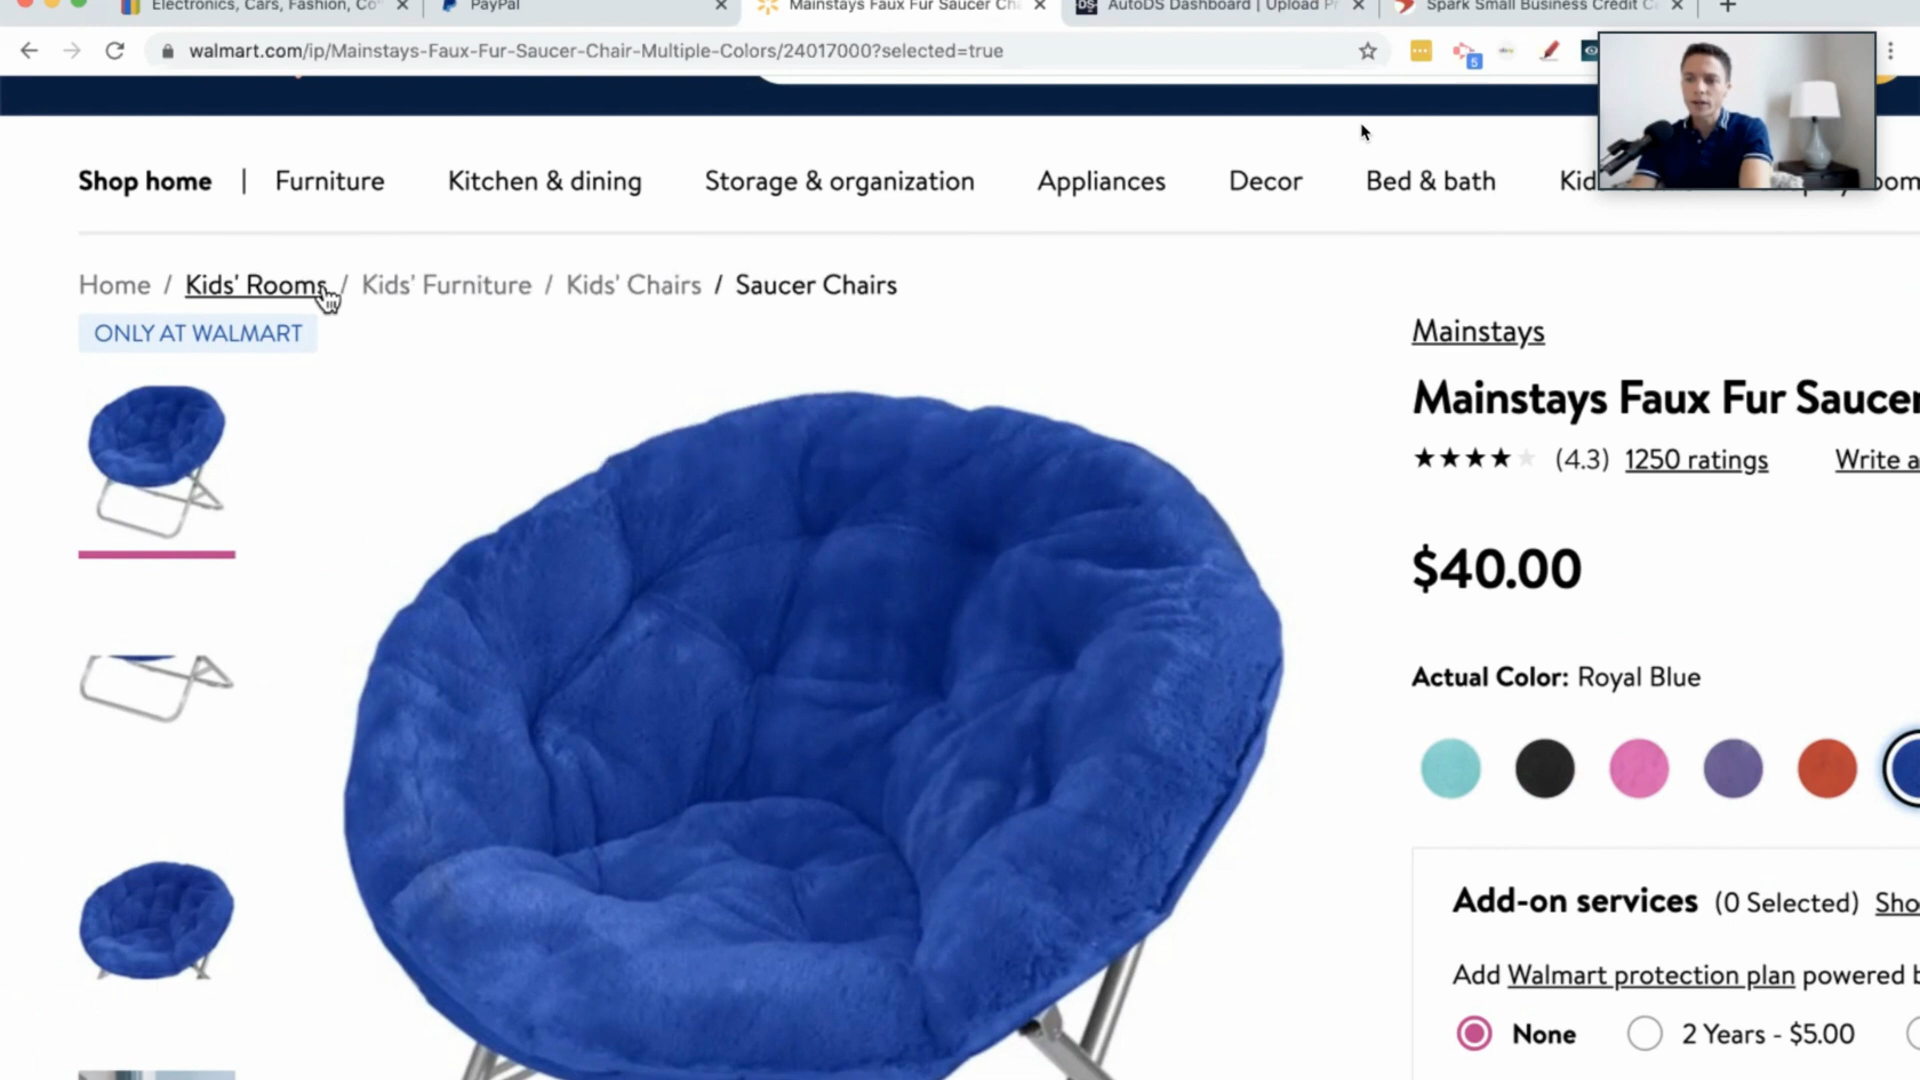 Electronics, Cars, Fashion, Co
PayPal
Mainstays Faux Fur Saucer Ch
AutoDS Dashboard | Upload Pr
Spark Small Business Credit C
walmart.com/ip/Mainstays-Faux-Fur-Saucer-Chair-Multiple-Colors/24017000?selected=true
5
Shop home | Furniture Kitchen & dining Storage & organization Appliances Decor Bed & bath Kid
Home / Kids' Rooms / Kids' Furniture / Kids' Chairs / Saucer Chairs
ONLY AT WALMART
Mainstays
Mainstays Faux Fur Saucer
(4.3) 1250 ratings Write a
$40.00
Actual Color: Royal Blue
Add-on services (0 Selected) Sho
Add Walmart protection plan powered b
None 2 Years - $5.00